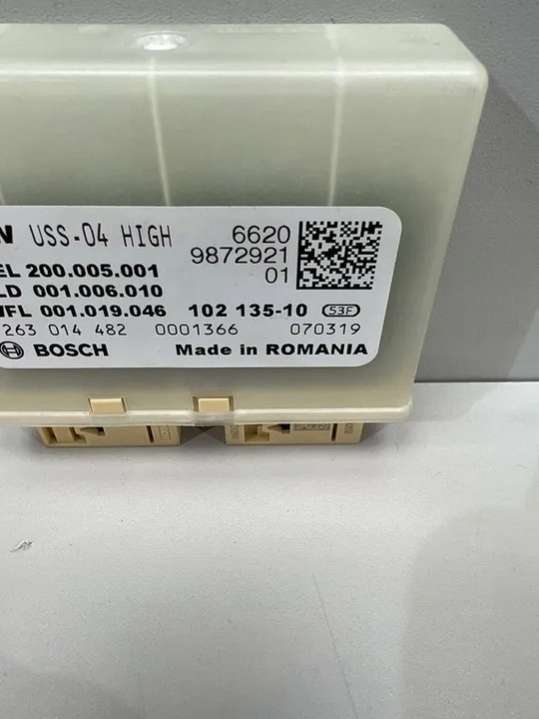 USS-04 HIGH 6620
9872921
EL 200.005.001 01
LD 001.006.010
WFL 001.019.046 102 135-10 53F
263 014 482 0001366 070319
BOSCH Made in ROMANIA